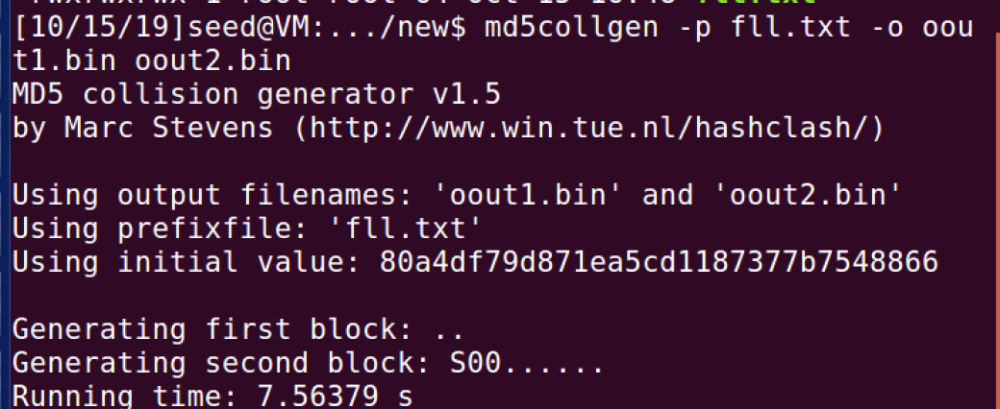 [10/15/19]seed@VM:.../new$ md5collgen -p fll.txt -o oou
t1.bin oout2.bin
MD5 collision generator v1.5
by Marc Stevens (http://www.win.tue.nl/hashclash/)
Using output filenames: 'oout1.bin' and 'oout2.bin'
Using prefixfile: 'fll.txt'
Using initial value: 80a4df79d871ea5cd1187377b7548866
Generating first block: ..
Generating second block: S00......
Running time: 7.56379 s